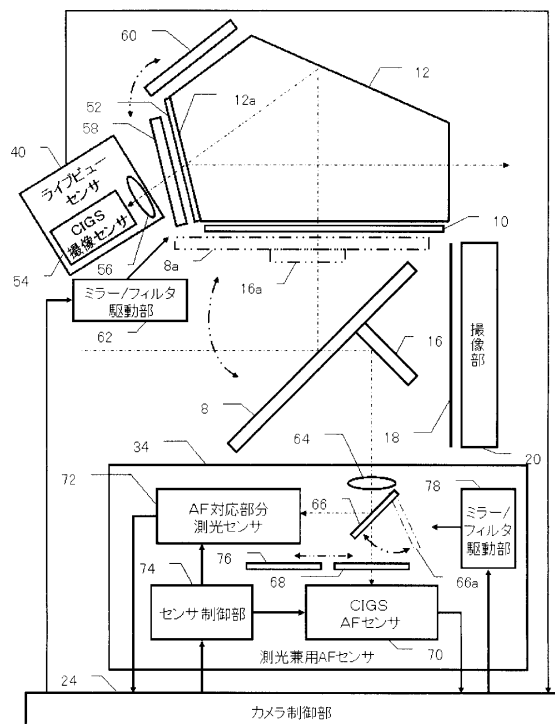 60
12
52
12a
58
40
ライブビュー
センサ
CIGS
撮像センサ
10
54
56
8a
16a
ミラー/フィルタ
駆動部
62
撮像部
16
8
18
20
34
64
72
78
AF対応部分
測光センサ
66
ミラー/
フィルタ
駆動部
76
74
68
66a
センサ制御部
CIGS
AFセンサ
70
測光兼用AFセンサ
24
カメラ制御部